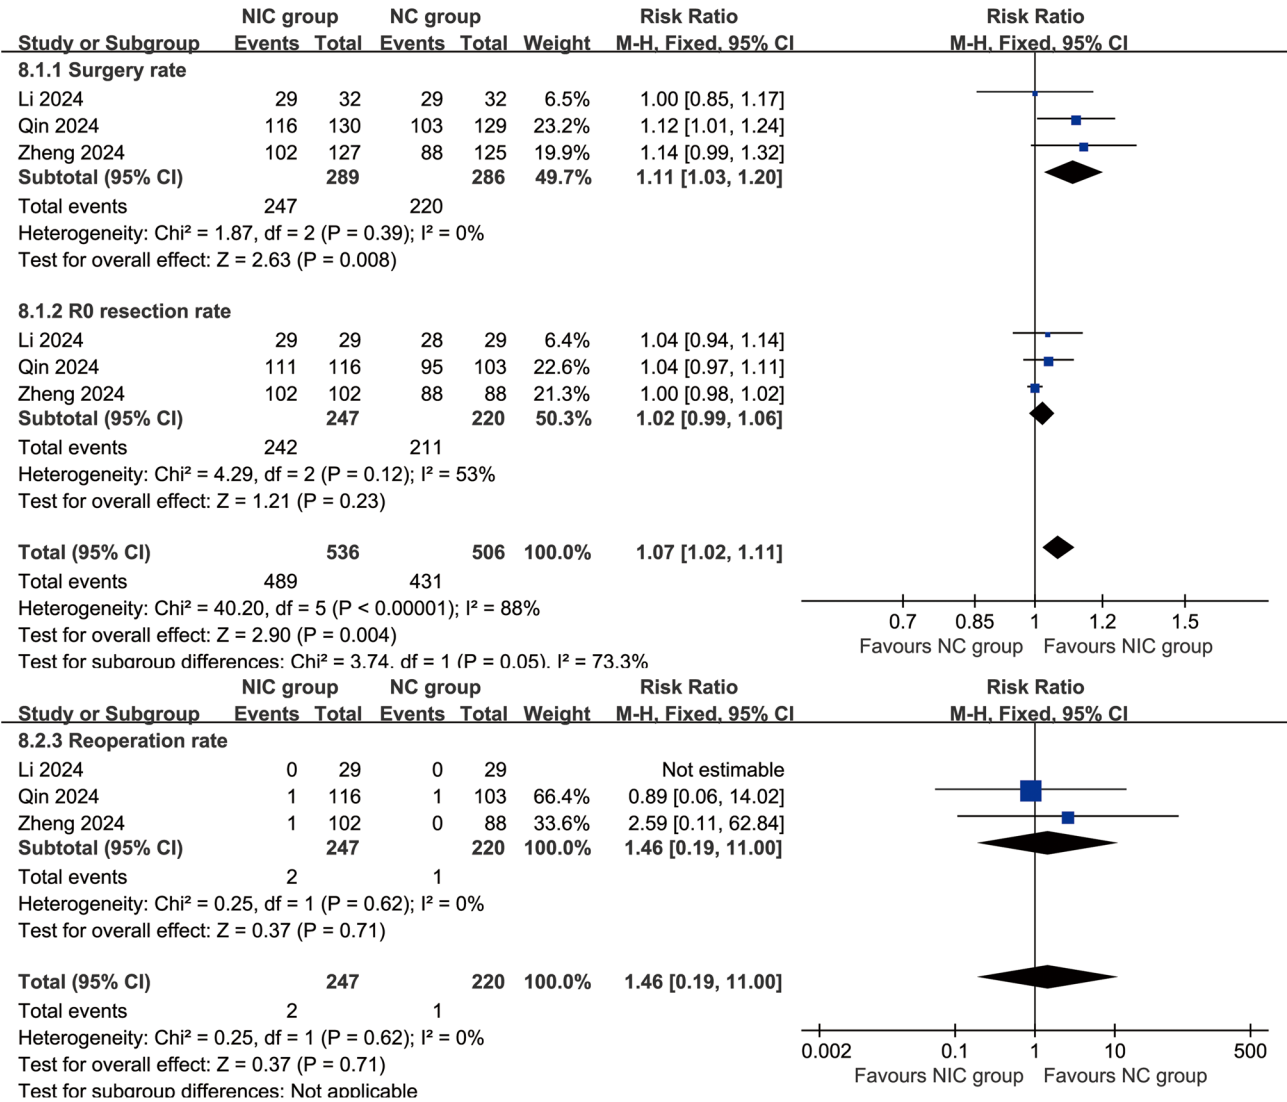 NIC group NC group Risk Ratio Risk Ratio
Study or Subgroup Events Total Events Total Weight M-H, Fixed, 95% CI M-H, Fixed, 95% CI
8.1.1 Surgery rate
Li 2024 29 32 29 32 6.5% 1.00 [0.85, 1.17]
Qin 2024 116 130 103 129 23.2% 1.12 [1.01, 1.24]
Zheng 2024 102 127 88 125 19.9% 1.14 [0.99, 1.32]
Subtotal (95% CI) 289 286 49.7% 1.11 [1.03, 1.20]
Total events 247 220
Heterogeneity: Chi² = 1.87, df = 2 (P = 0.39); I² = 0%
Test for overall effect: Z = 2.63 (P = 0.008)
8.1.2 R0 resection rate
Li 2024 29 29 28 29 6.4% 1.04 [0.94, 1.14]
Qin 2024 111 116 95 103 22.6% 1.04 [0.97, 1.11]
Zheng 2024 102 102 88 88 21.3% 1.00 [0.98, 1.02]
Subtotal (95% CI) 247 220 50.3% 1.02 [0.99, 1.06]
Total events 242 211
Heterogeneity: Chi² = 4.29, df = 2 (P = 0.12); I² = 53%
Test for overall effect: Z = 1.21 (P = 0.23)
Total (95% CI) 536 506 100.0% 1.07 [1.02, 1.11]
Total events 489 431
Heterogeneity: Chi² = 40.20, df = 5 (P < 0.00001); I² = 88%
Test for overall effect: Z = 2.90 (P = 0.004)
Test for subgroup differences: Chi² = 3.74, df = 1 (P = 0.05), I² = 73.3%
0.7 0.85 1 1.2 1.5
Favours NC group Favours NIC group
NIC group NC group Risk Ratio Risk Ratio
Study or Subgroup Events Total Events Total Weight M-H, Fixed, 95% CI M-H, Fixed, 95% CI
8.2.3 Reoperation rate
Li 2024 0 29 0 29 Not estimable
Qin 2024 1 116 1 103 66.4% 0.89 [0.06, 14.02]
Zheng 2024 1 102 0 88 33.6% 2.59 [0.11, 62.84]
Subtotal (95% CI) 247 220 100.0% 1.46 [0.19, 11.00]
Total events 2 1
Heterogeneity: Chi² = 0.25, df = 1 (P = 0.62); I² = 0%
Test for overall effect: Z = 0.37 (P = 0.71)
Total (95% CI) 247 220 100.0% 1.46 [0.19, 11.00]
Total events 2 1
Heterogeneity: Chi² = 0.25, df = 1 (P = 0.62); I² = 0%
Test for overall effect: Z = 0.37 (P = 0.71)
Test for subgroup differences: Not applicable
0.002 0.1 1 10 500
Favours NIC group Favours NC group